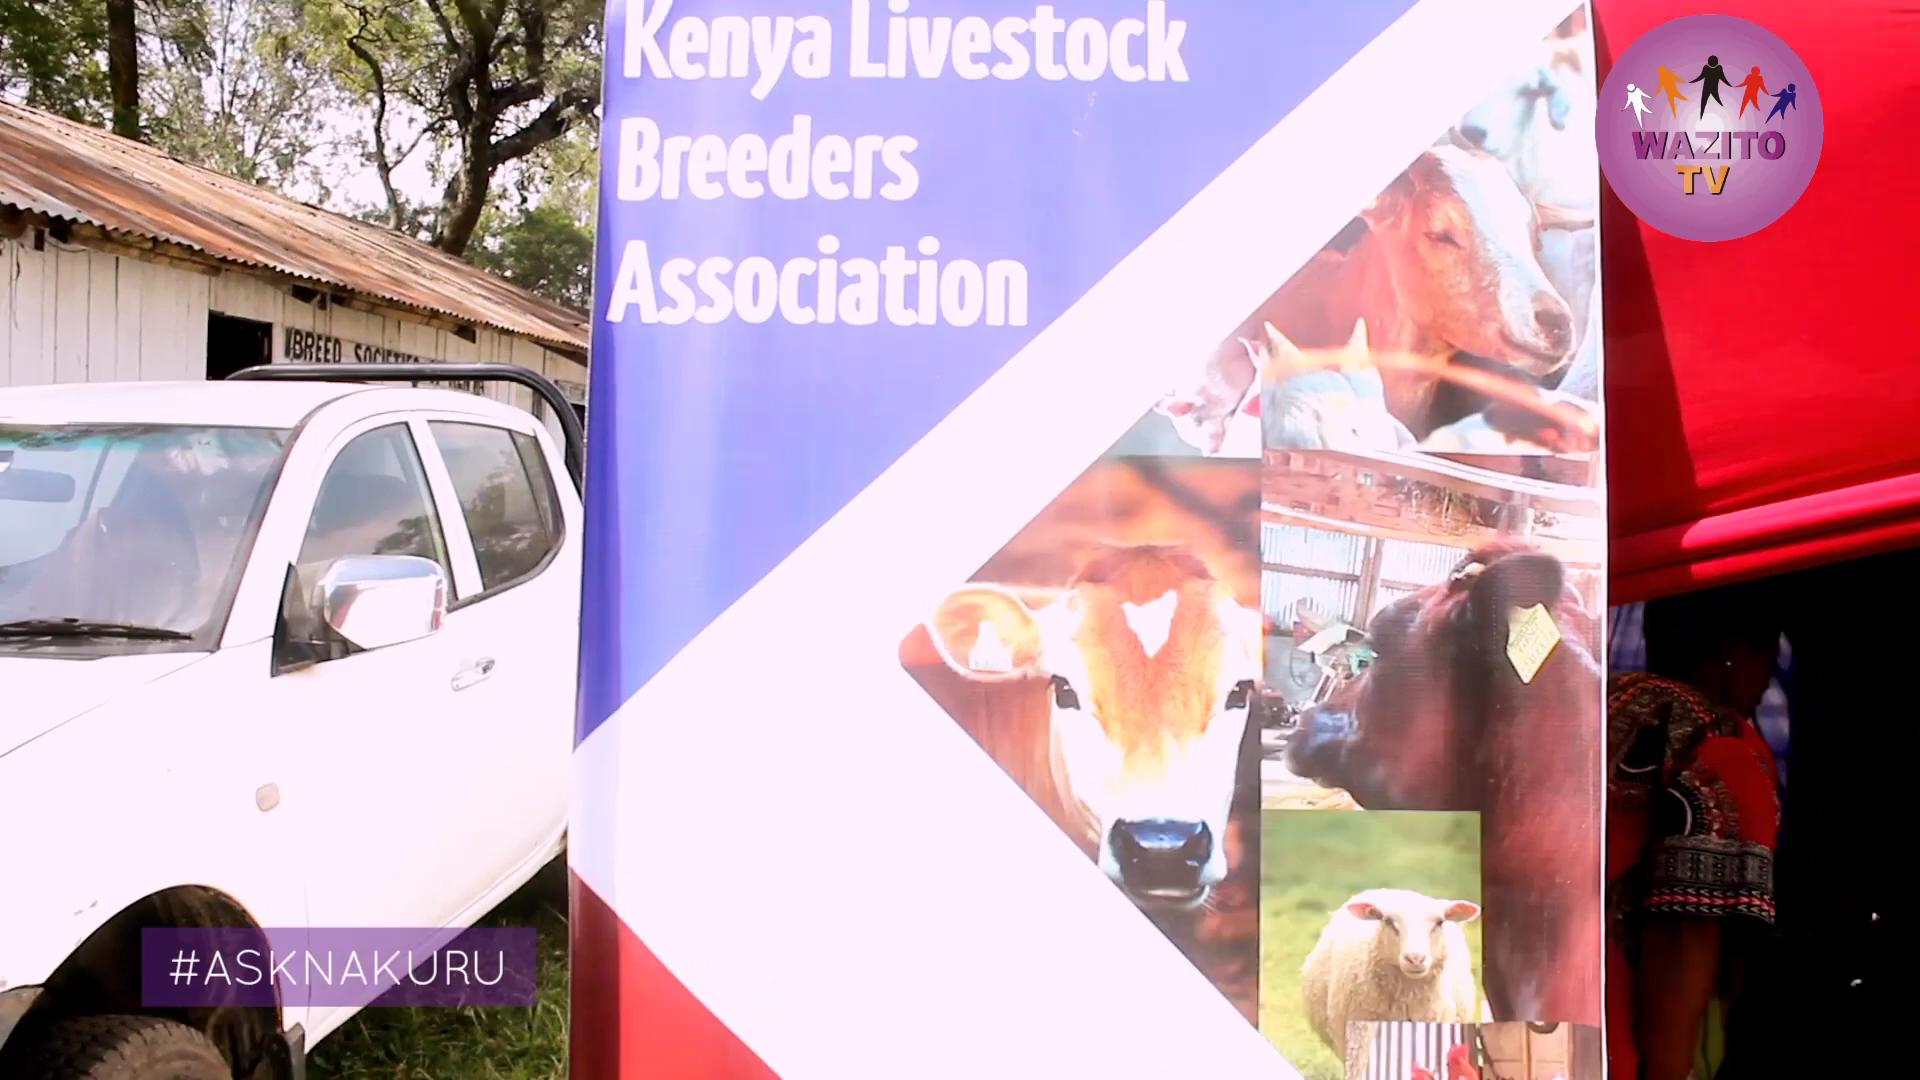 Kenya Livestock
Breeders
Association
WAZITO
TV
BREED SOCIETIES
#ASKNAKURU